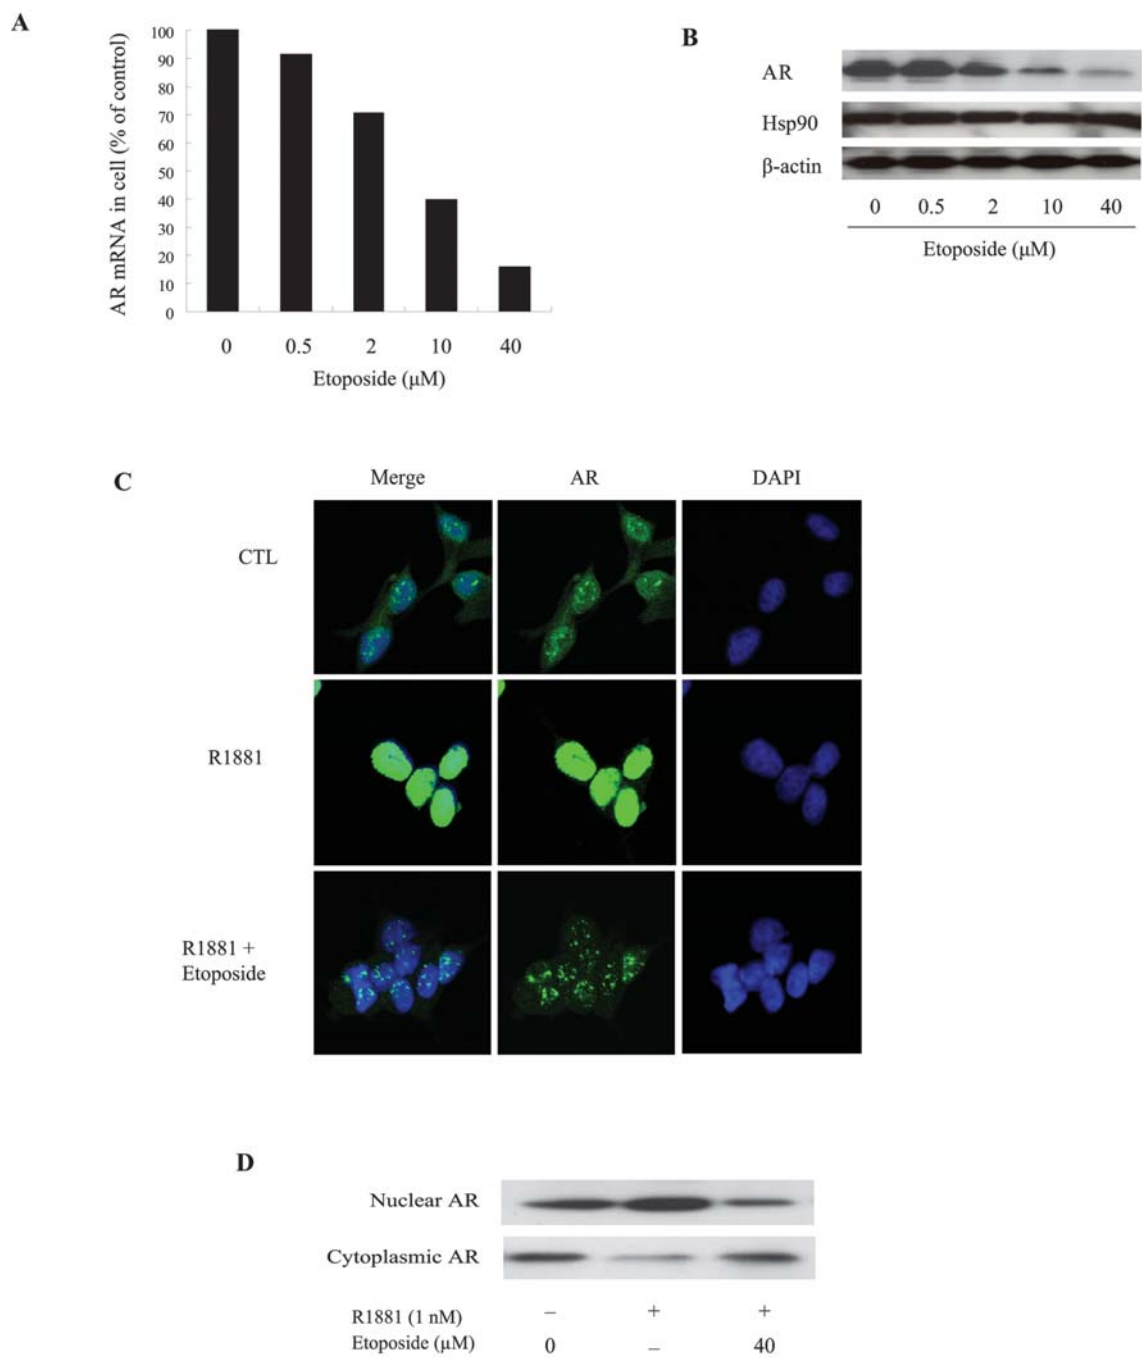 A
AR mRNA in cell (% of control)
100
90
80
70
60
50
40
30
20
10
0
0 0.5 2 10 40
Etoposide (μM)
B
AR
Hsp90
β-actin
0 0.5 2 10 40
Etoposide (μM)
C
Merge AR DAPI
CTL
R1881
R1881 +
Etoposide
D
Nuclear AR
Cytoplasmic AR
R1881 (1 nM) – + +
Etoposide (μM) 0 – 40